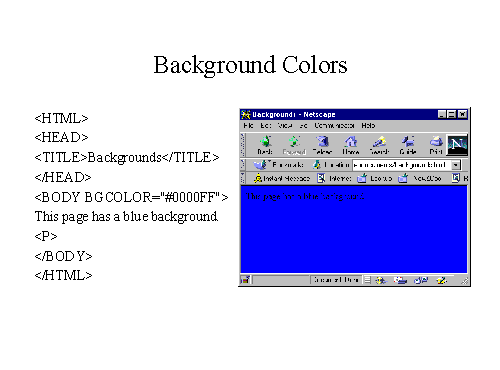 Background Colors
<HTML>
<HEAD>
<TITLE>Backgrounds</TITLE>
</HEAD>
<BODY BGCOLOR="#0000FF">
This page has a blue background.
<P>
</BODY>
</HTML>
Backgrounds - Netscape
File Edit View Go Communicator Help
Back Forward Reload Home Search Guide Print
Bookmarks Location
Instant Message Internet Lookup New&Cool
This page has a blue background.
Document: Done